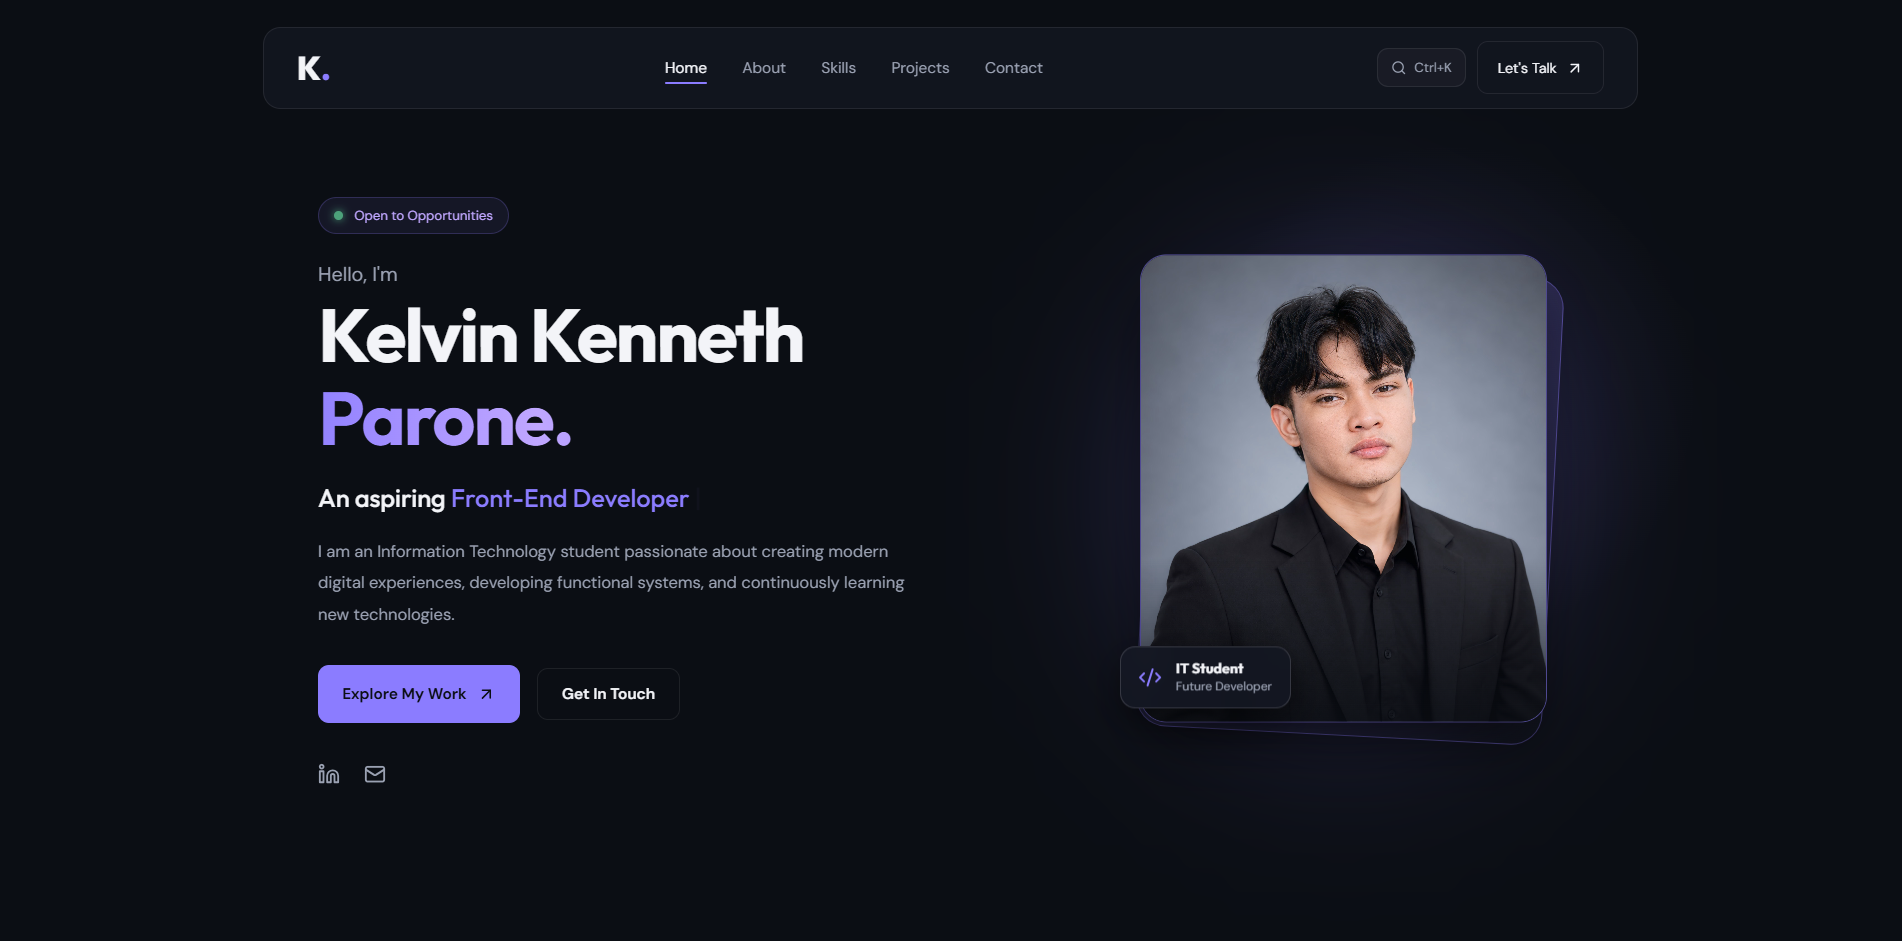 K.
Home
About
Skills
Projects
Contact
Ctrl+K
Let's Talk
Open to Opportunities
Hello, I'm
Kelvin Kenneth
Parone.
An aspiring Front-End Developer
I am an Information Technology student passionate about creating modern
digital experiences, developing functional systems, and continuously learning
new technologies.
Explore My Work
Get In Touch
IT Student
Future Developer